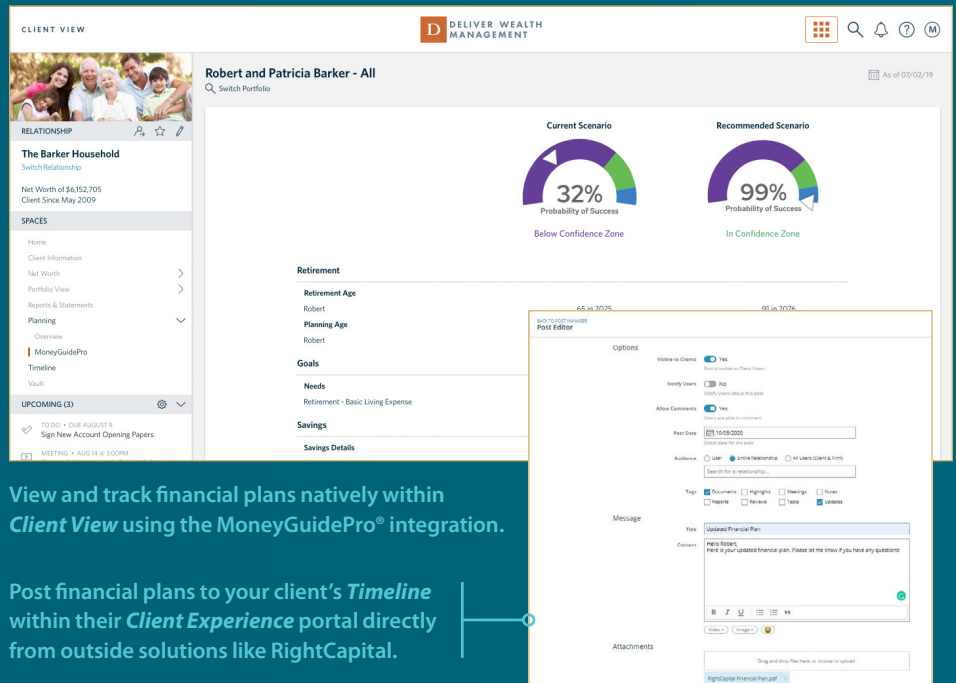 CLIENT VIEW
D DELIVER WEALTH
MANAGEMENT
M
Robert and Patricia Barker - All
Switch Portfolio
As of 07/02/19
RELATIONSHIP
The Barker Household
Switch Relationship
Net Worth of $6,152,705
Client Since May 2009
SPACES
Home
Client Information
Net Worth
Portfolio View
Reports & Statements
Planning
Overview
MoneyGuidePro
Timeline
Vault
UPCOMING (3)
TO DO • DUE AUGUST 9
Sign New Account Opening Papers
MEETING • AUG 14 @ 3:00PM
Current Scenario
32%
Probability of Success
Below Confidence Zone
Recommended Scenario
99%
Probability of Success
In Confidence Zone
Retirement
Retirement Age
Robert
65 in 2025
91 in 2076
Planning Age
Robert
Goals
Needs
Retirement - Basic Living Expense
Savings
Savings Details
BACK TO POST MANAGER
Post Editor
Options
Visible to Clients Yes
Post is visible to Client Users
Notify Users No
Notify Users about this post
Allow Comments Yes
Users are able to comment
Post Date 10/05/2020
Select date for this post
Audience User Entire Relationship All Users (Client & Firm)
Search for a relationship...
Tags Documents Highlights Meetings Notes
Reports Reviews Tasks Updates
Message
Title Updated Financial Plan
Content Hello Robert,
Here is your updated financial plan. Please let me know if you have any questions!
B I U
Video Image
Attachments
Drag and drop files here, or browse to upload.
RightCapital Financial Plan.pdf
View and track financial plans natively within
Client View using the MoneyGuidePro® integration.
Post financial plans to your client's Timeline
within their Client Experience portal directly
from outside solutions like RightCapital.